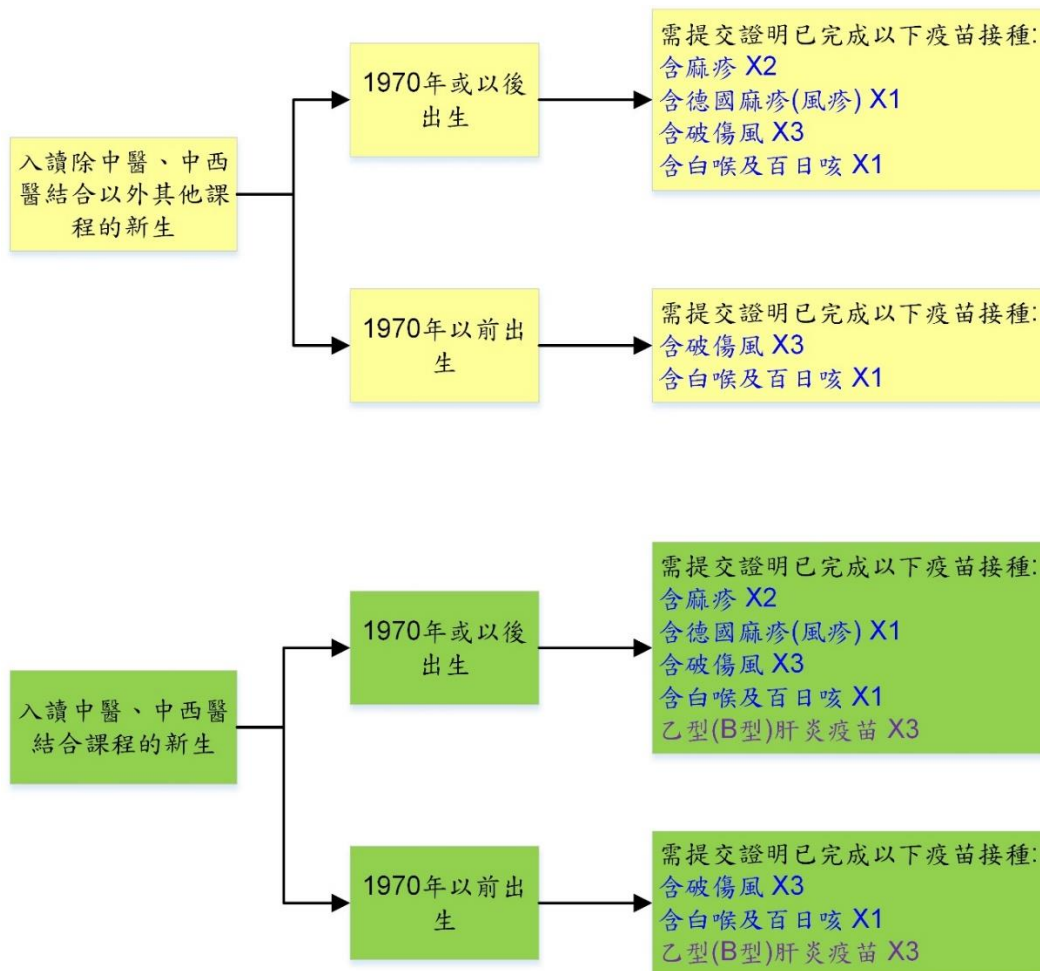 入讀除中醫、中西
醫結合以外其他課
程的新生
1970年或以後
出生
需提交證明已完成以下疫苗接種:
含麻疹 X2
含德國麻疹(風疹) X1
含破傷風 X3
含白喉及百日咳 X1
1970年以前出
生
需提交證明已完成以下疫苗接種:
含破傷風 X3
含白喉及百日咳 X1
入讀中醫、中西醫
結合課程的新生
1970年或以後
出生
需提交證明已完成以下疫苗接種:
含麻疹 X2
含德國麻疹(風疹) X1
含破傷風 X3
含白喉及百日咳 X1
乙型(B型)肝炎疫苗 X3
1970年以前出
生
需提交證明已完成以下疫苗接種:
含破傷風 X3
含白喉及百日咳 X1
乙型(B型)肝炎疫苗 X3